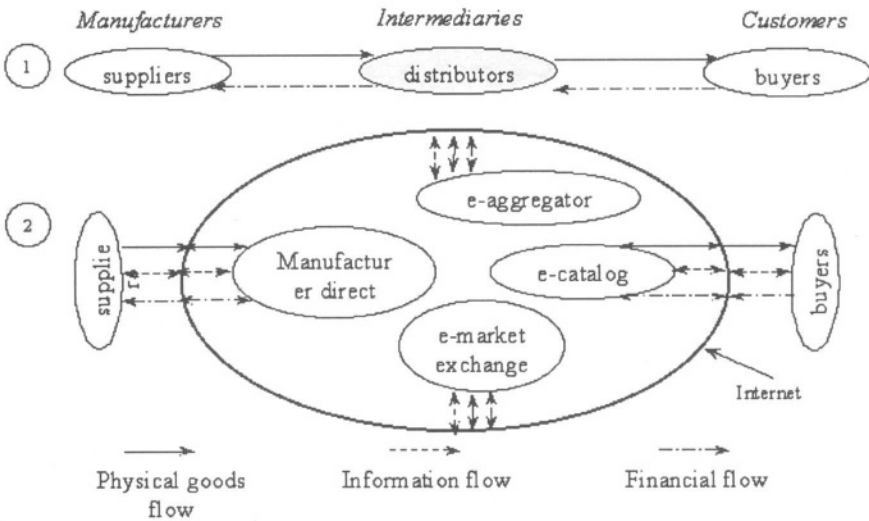 Manufacturers Intermediaries Customers
1
suppliers distributors buyers
e-aggregator
2
supplie
r
Manufactur
er direct
e-catalog
buyers
e-market
exchange
Internet
Physical goods
flow
Information flow
Financial flow